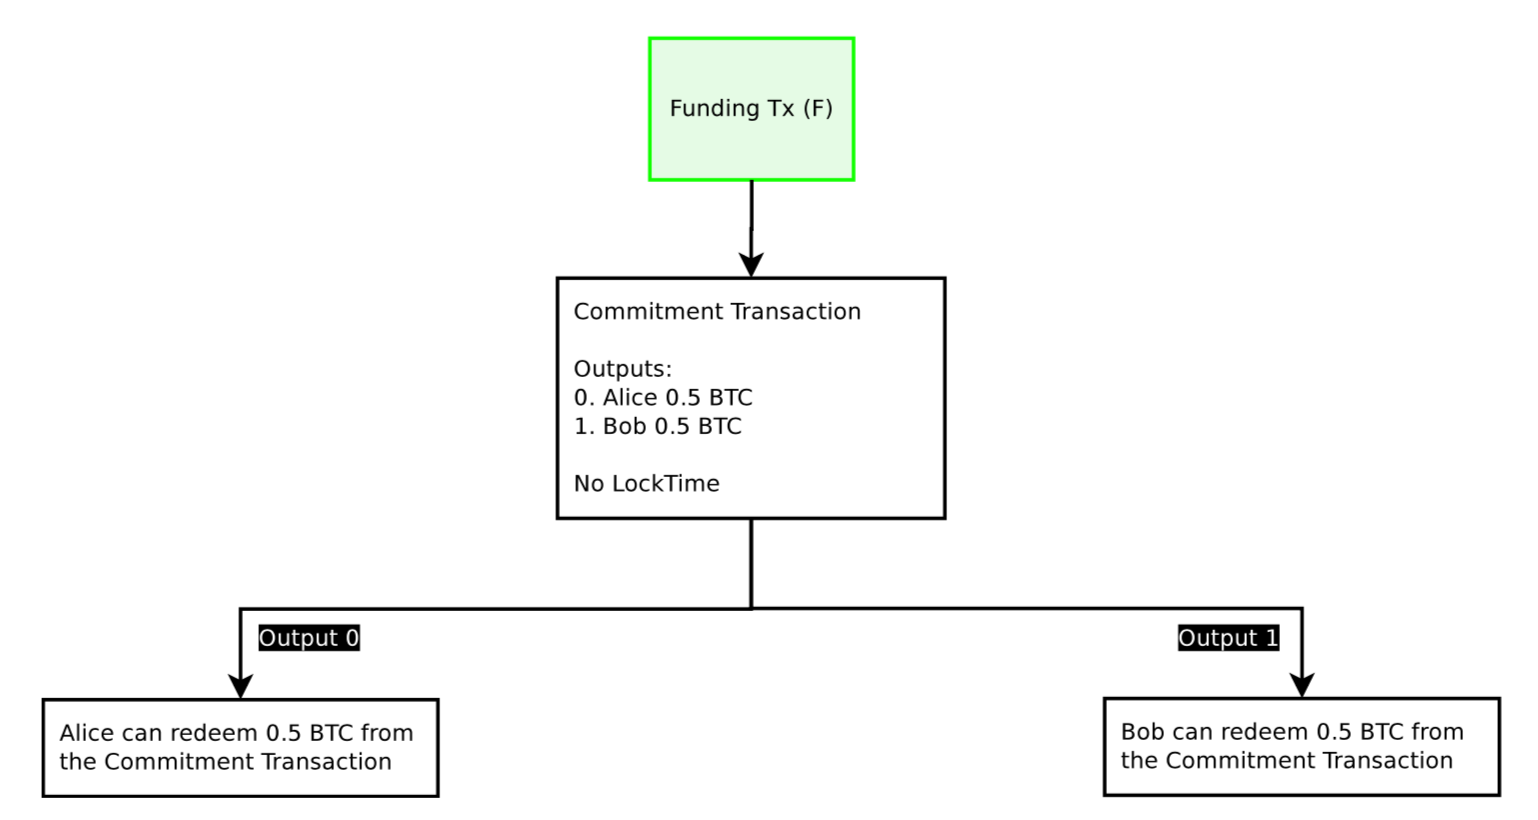 Funding Tx (F)
Commitment Transaction
Outputs:
0. Alice 0.5 BTC
1. Bob 0.5 BTC
No LockTime
Output 0
Output 1
Alice can redeem 0.5 BTC from
the Commitment Transaction
Bob can redeem 0.5 BTC from
the Commitment Transaction